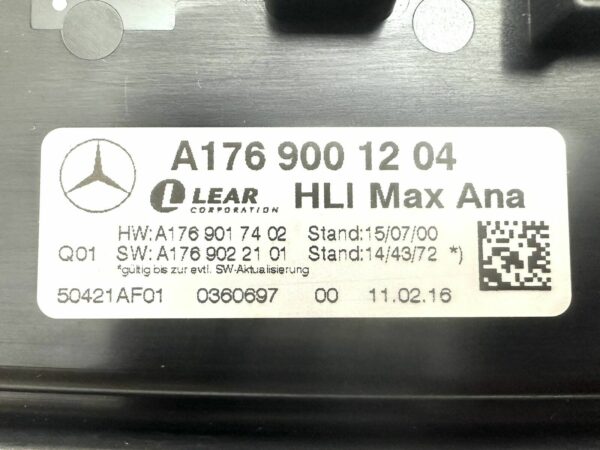 A176 900 12 04
LEAR CORPORATION HLI Max Ana
HW:A176 901 74 02 Stand:15/07/00
Q01 SW:A176 902 21 01 Stand:14/43/72 *)
*gültig bis zur evtl. SW-Aktualisierung
50421AF01 0360697 00 11.02.16